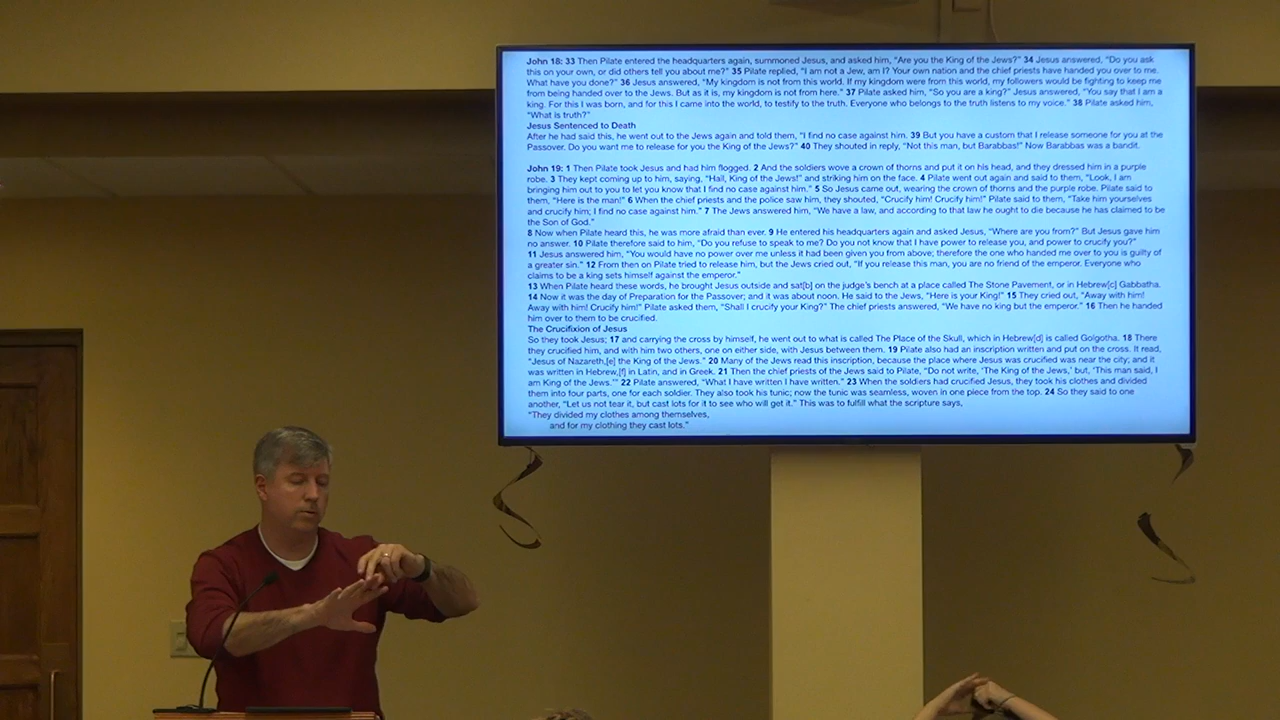 John 18: 33 Then Pilate entered the headquarters again, summoned Jesus, and asked him, “Are you the King of the Jews?” 34 Jesus answered, “Do you ask
this on your own, or did others tell you about me?” 35 Pilate replied, “I am not a Jew, am I? Your own nation and the chief priests have handed you over to me.
What have you done?” 36 Jesus answered, “My kingdom is not from this world. If my kingdom were from this world, my followers would be fighting to keep me
from being handed over to the Jews. But as it is, my kingdom is not from here.” 37 Pilate asked him, “So you are a king?” Jesus answered, “You say that I am a
king. For this I was born, and for this I came into the world, to testify to the truth. Everyone who belongs to the truth listens to my voice.” 38 Pilate asked him,
“What is truth?”
Jesus Sentenced to Death
After he had said this, he went out to the Jews again and told them, “I find no case against him. 39 But you have a custom that I release someone for you at the
Passover. Do you want me to release for you the King of the Jews?” 40 They shouted in reply, “Not this man, but Barabbas!” Now Barabbas was a bandit.
John 19: 1 Then Pilate took Jesus and had him flogged. 2 And the soldiers wove a crown of thorns and put it on his head, and they dressed him in a purple
robe. 3 They kept coming up to him, saying, “Hail, King of the Jews!” and striking him on the face. 4 Pilate went out again and said to them, “Look, I am
bringing him out to you to let you know that I find no case against him.” 5 So Jesus came out, wearing the crown of thorns and the purple robe. Pilate said to
them, “Here is the man!” 6 When the chief priests and the police saw him, they shouted, “Crucify him! Crucify him!” Pilate said to them, “Take him yourselves
and crucify him; I find no case against him.” 7 The Jews answered him, “We have a law, and according to that law he ought to die because he has claimed to be
the Son of God.”
8 Now when Pilate heard this, he was more afraid than ever. 9 He entered his headquarters again and asked Jesus, “Where are you from?” But Jesus gave him
no answer. 10 Pilate therefore said to him, “Do you refuse to speak to me? Do you not know that I have power to release you, and power to crucify you?”
11 Jesus answered him, “You would have no power over me unless it had been given you from above; therefore the one who handed me over to you is guilty of
a greater sin.” 12 From then on Pilate tried to release him, but the Jews cried out, “If you release this man, you are no friend of the emperor. Everyone who
claims to be a king sets himself against the emperor.”
13 When Pilate heard these words, he brought Jesus outside and sat[b] on the judge’s bench at a place called The Stone Pavement, or in Hebrew[c] Gabbatha.
14 Now it was the day of Preparation for the Passover; and it was about noon. He said to the Jews, “Here is your King!” 15 They cried out, “Away with him!
Away with him! Crucify him!” Pilate asked them, “Shall I crucify your King?” The chief priests answered, “We have no king but the emperor.” 16 Then he handed
him over to them to be crucified.
The Crucifixion of Jesus
So they took Jesus; 17 and carrying the cross by himself, he went out to what is called The Place of the Skull, which in Hebrew[d] is called Golgotha. 18 There
they crucified him, and with him two others, one on either side, with Jesus between them. 19 Pilate also had an inscription written and put on the cross. It read,
“Jesus of Nazareth,[e] the King of the Jews.” 20 Many of the Jews read this inscription, because the place where Jesus was crucified was near the city; and it
was written in Hebrew,[f] in Latin, and in Greek. 21 Then the chief priests of the Jews said to Pilate, “Do not write, ‘The King of the Jews,’ but, ‘This man said, I
am King of the Jews.’” 22 Pilate answered, “What I have written I have written.” 23 When the soldiers had crucified Jesus, they took his clothes and divided
them into four parts, one for each soldier. They also took his tunic; now the tunic was seamless, woven in one piece from the top. 24 So they said to one
another, “Let us not tear it, but cast lots for it to see who will get it.” This was to fulfill what the scripture says,
“They divided my clothes among themselves,
and for my clothing they cast lots.”